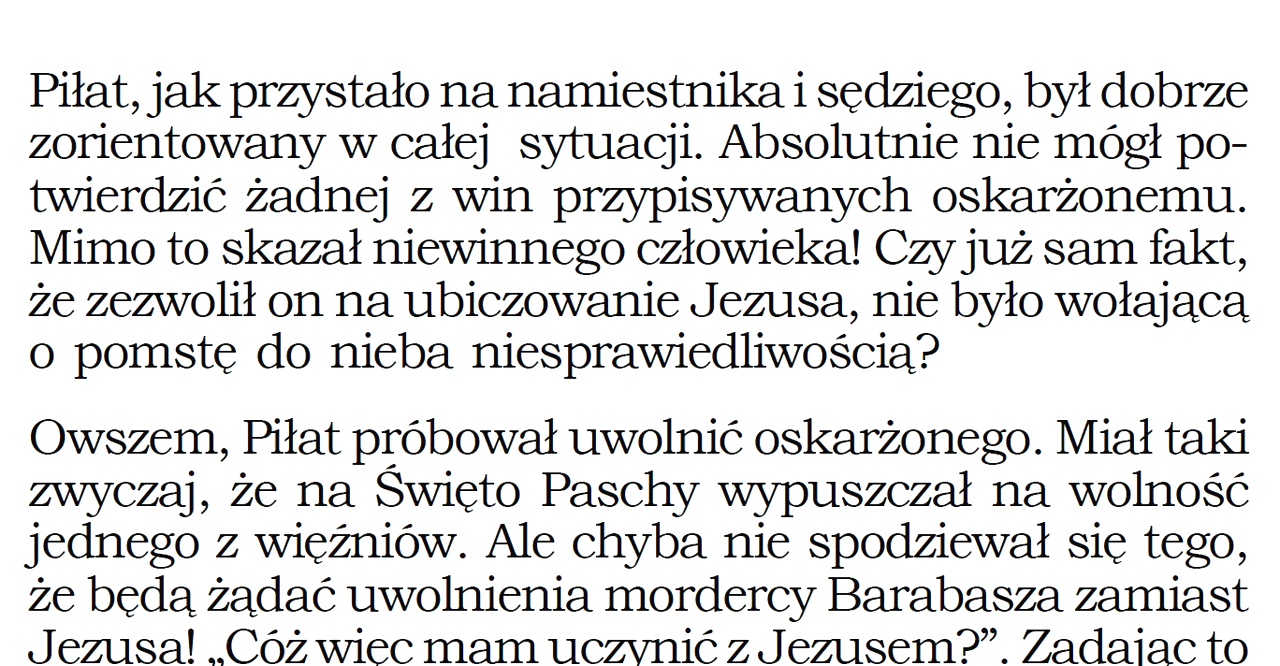 Piłat, jak przystało na namiestnika i sędziego, był dobrze
zorientowany w całej sytuacji. Absolutnie nie mógł po-
twierdzić żadnej z win przypisywanych oskarżonemu.
Mimo to skazał niewinnego człowieka! Czy już sam fakt,
że zezwolił on na ubiczowanie Jezusa, nie było wołającą
o pomstę do nieba niesprawiedliwością?
Owszem, Piłat próbował uwolnić oskarżonego. Miał taki
zwyczaj, że na Święto Paschy wypuszczał na wolność
jednego z więźniów. Ale chyba nie spodziewał się tego,
że będą żądać uwolnienia mordercy Barabasza zamiast
Jezusa! „Cóż więc mam uczynić z Jezusem?”. Zadając to